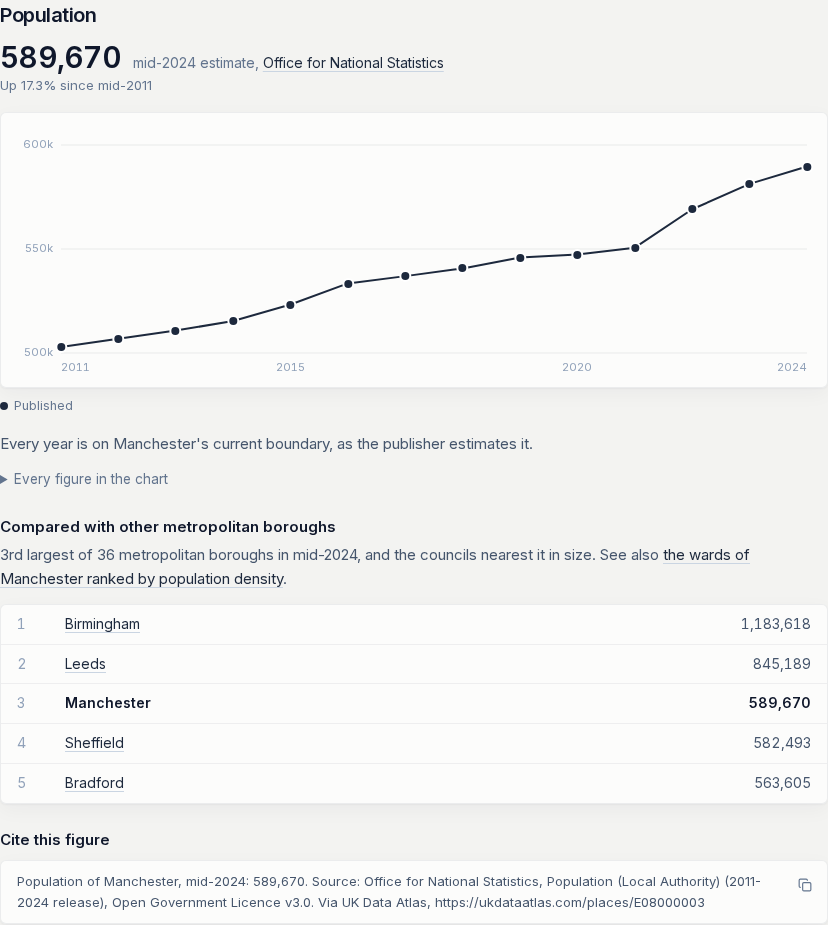 Population
589,670 mid-2024 estimate, Office for National Statistics
Up 17.3% since mid-2011
600k
550k
500k
2011 2015 2020 2024
Published
Every year is on Manchester's current boundary, as the publisher estimates it.
Every figure in the chart
Compared with other metropolitan boroughs
3rd largest of 36 metropolitan boroughs in mid-2024, and the councils nearest it in size. See also the wards of
Manchester ranked by population density.
1 Birmingham 1,183,618
2 Leeds 845,189
3 Manchester 589,670
4 Sheffield 582,493
5 Bradford 563,605
Cite this figure
Population of Manchester, mid-2024: 589,670. Source: Office for National Statistics, Population (Local Authority) (2011-
2024 release), Open Government Licence v3.0. Via UK Data Atlas, https://ukdataatlas.com/places/E08000003